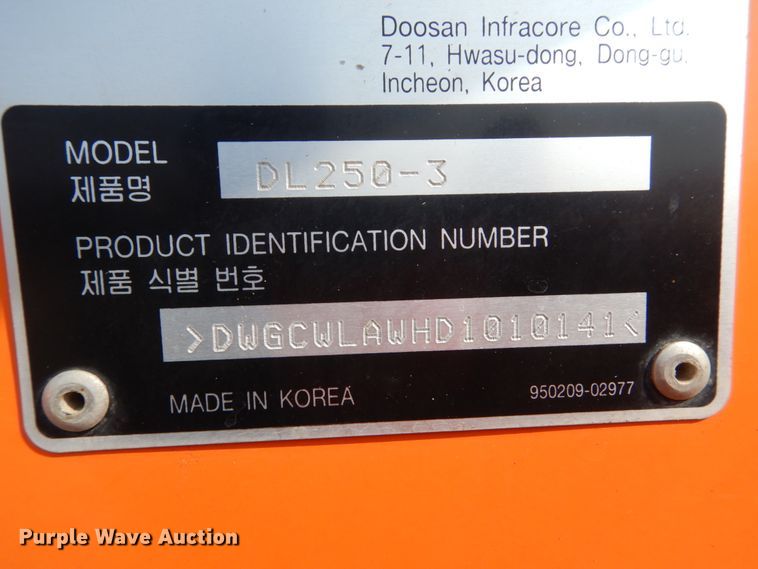 Doosan Infracore Co., Ltd.
7-11, Hwasu-dong, Dong-gu,
Incheon, Korea
MODEL
제품명
DL250-3
PRODUCT IDENTIFICATION NUMBER
제품 식별 번호
>DWGCWLAWHD1010141<
MADE IN KOREA
950209-02977
Purple Wave Auction